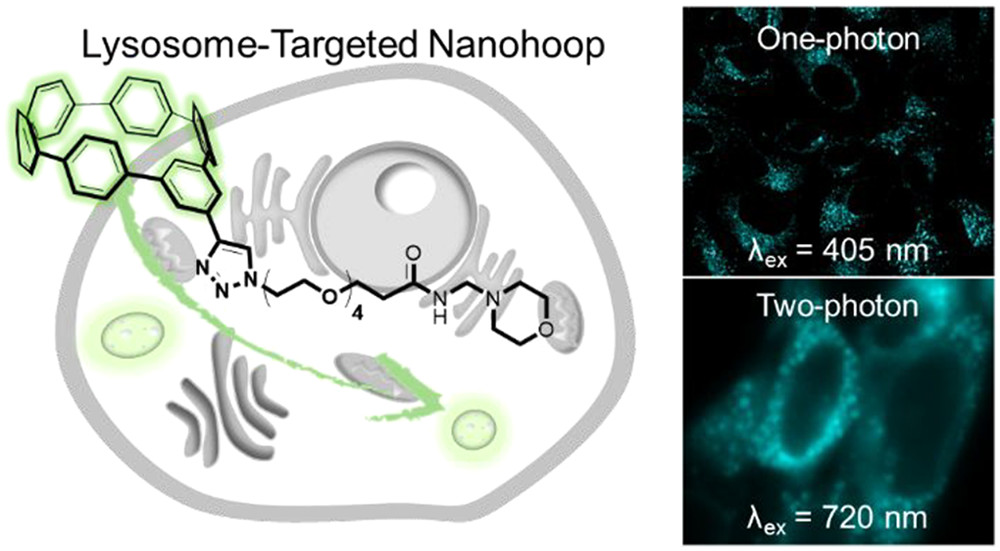 Lysosome-Targeted Nanohoop
One-photon
λex = 405 nm
Two-photon
λex = 720 nm
N
N
N
O
4
O
N
H
N
O